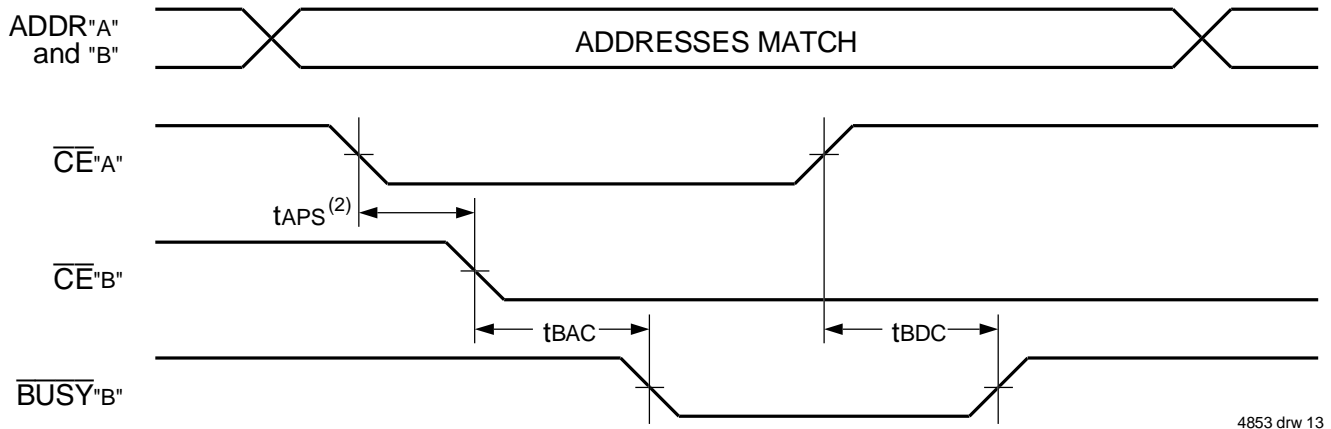 ADDR"A"
and "B"
ADDRESSES MATCH
CE"A"
tAPS(2)
CE"B"
tBAC
tBDC
BUSY"B"
4853 drw 13